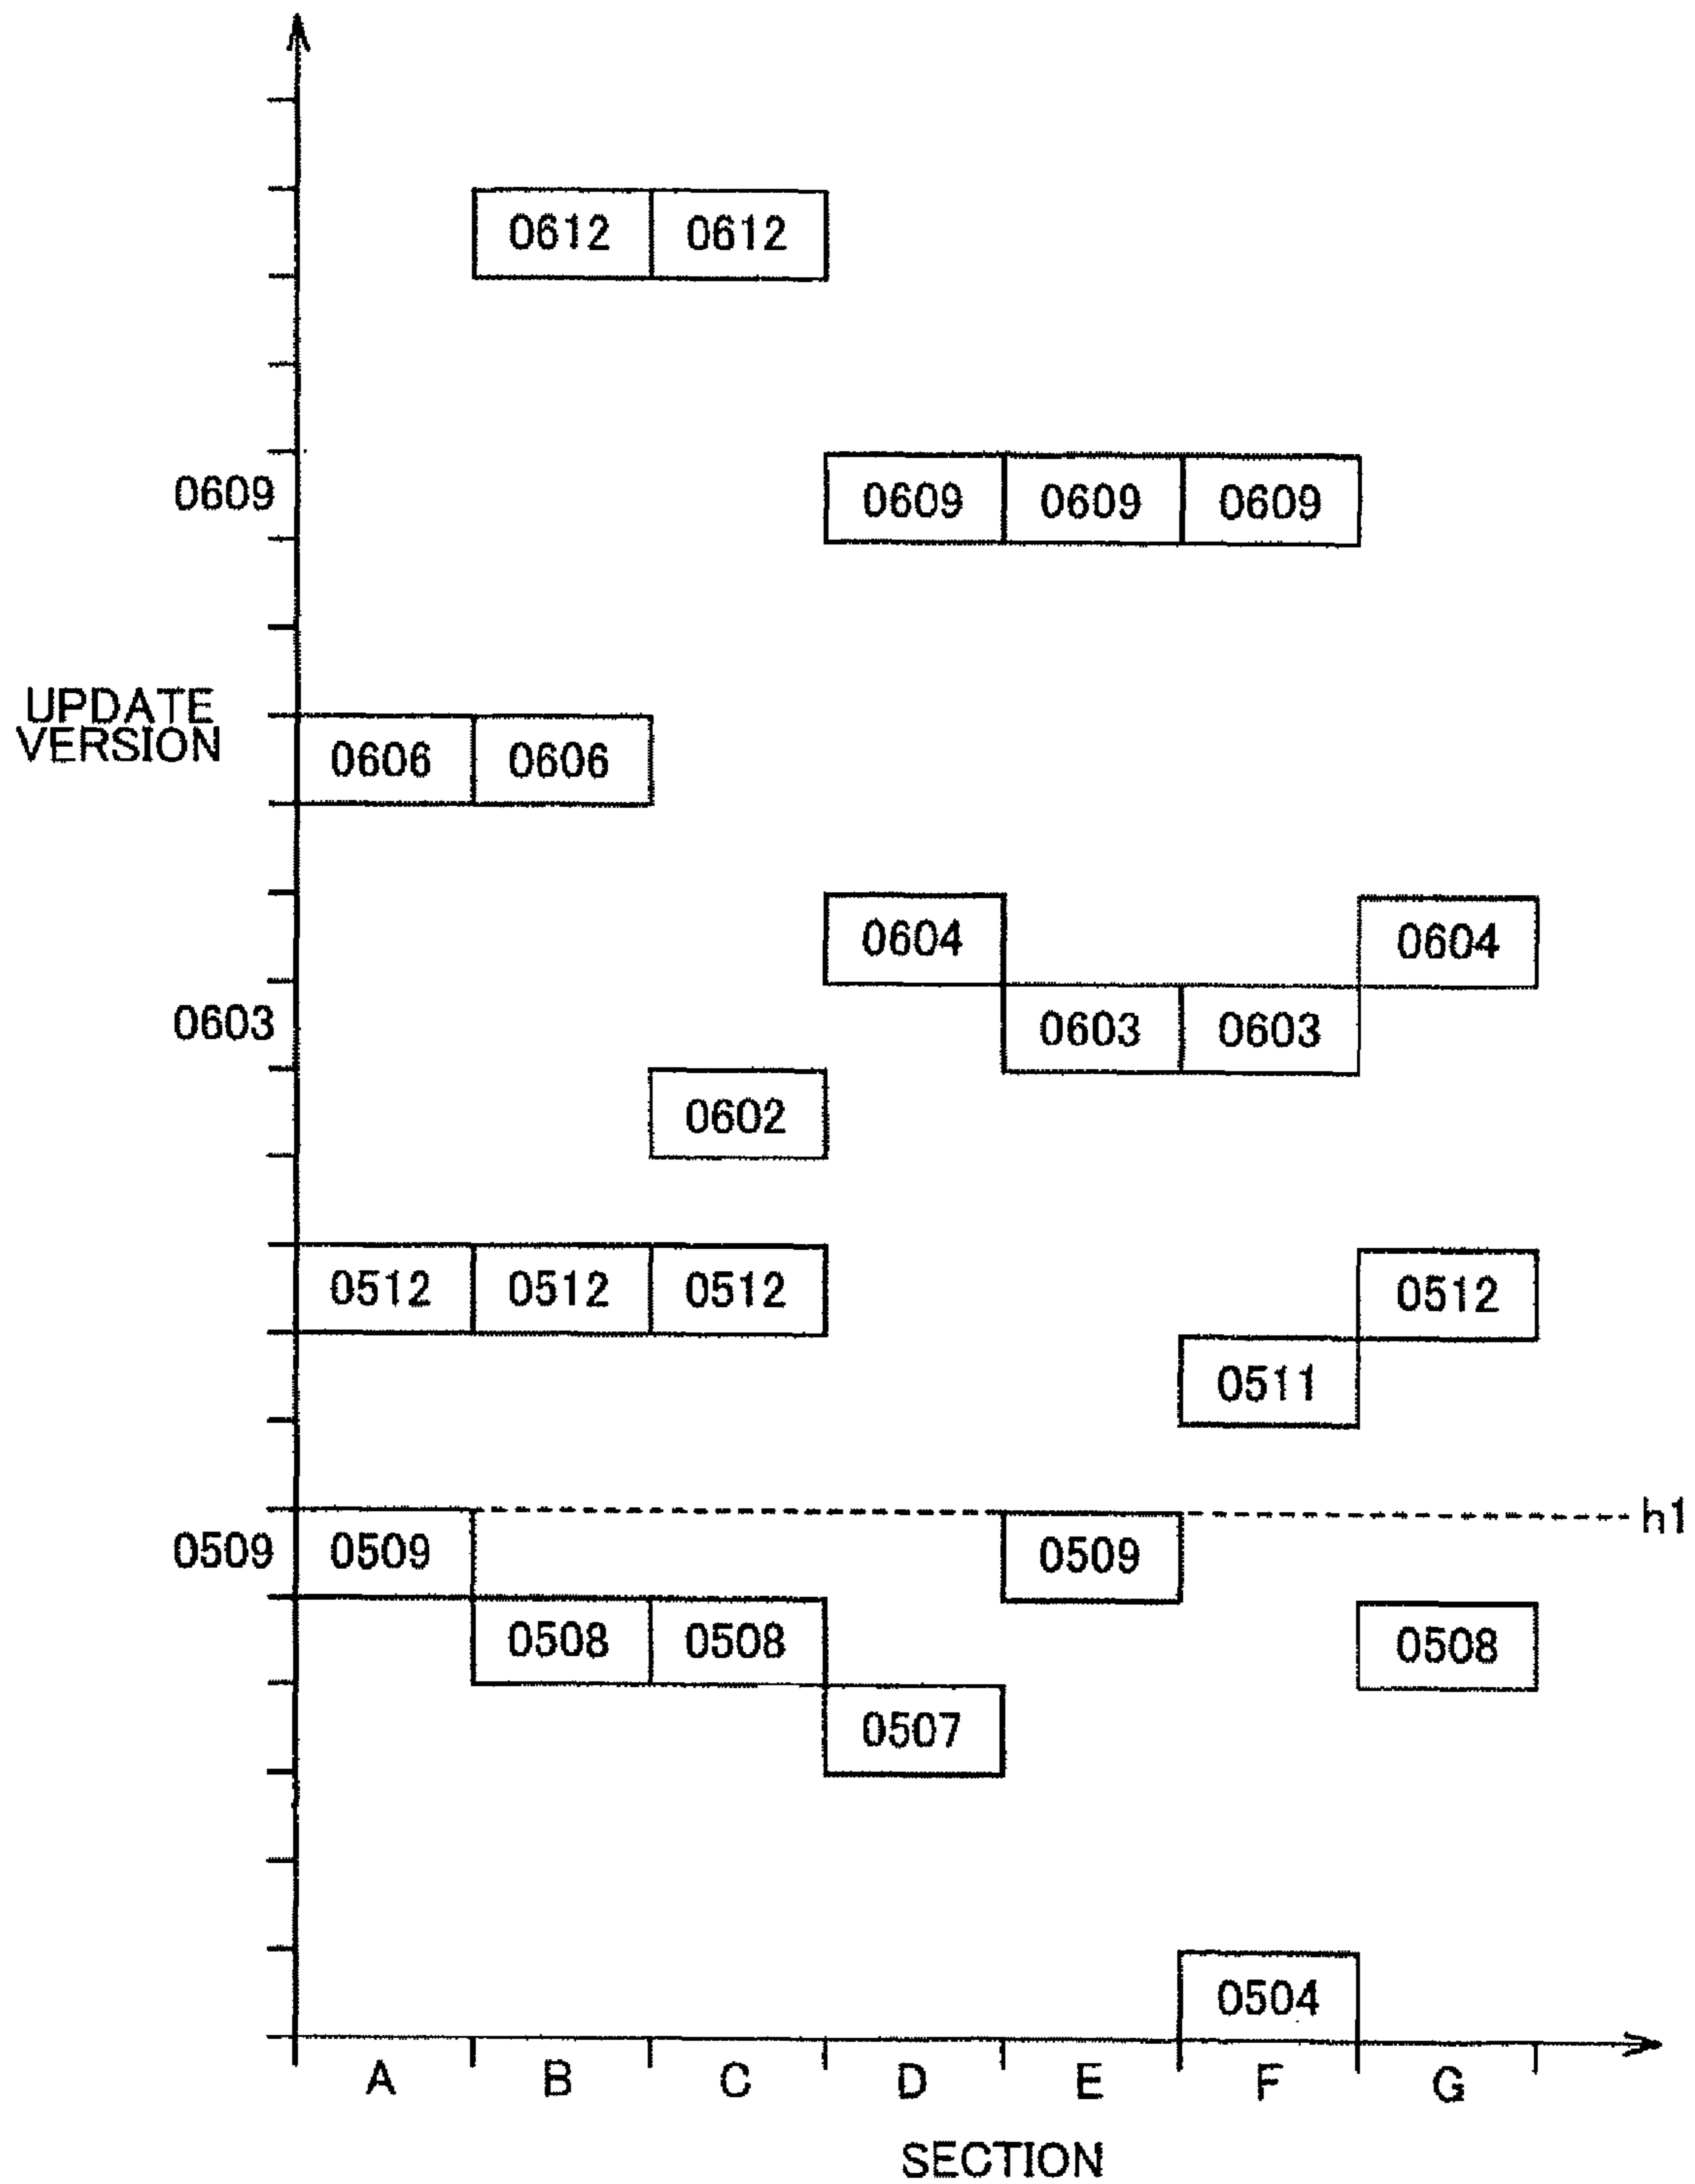 0612 0612
0609 0609 0609 0609
UPDATE
VERSION
0606 0606
0604 0604
0603 0603 0603
0602
0512 0512 0512 0512
0511
h1
0509 0509 0509
0508 0508 0508
0507
0504
A B C D E F G
SECTION